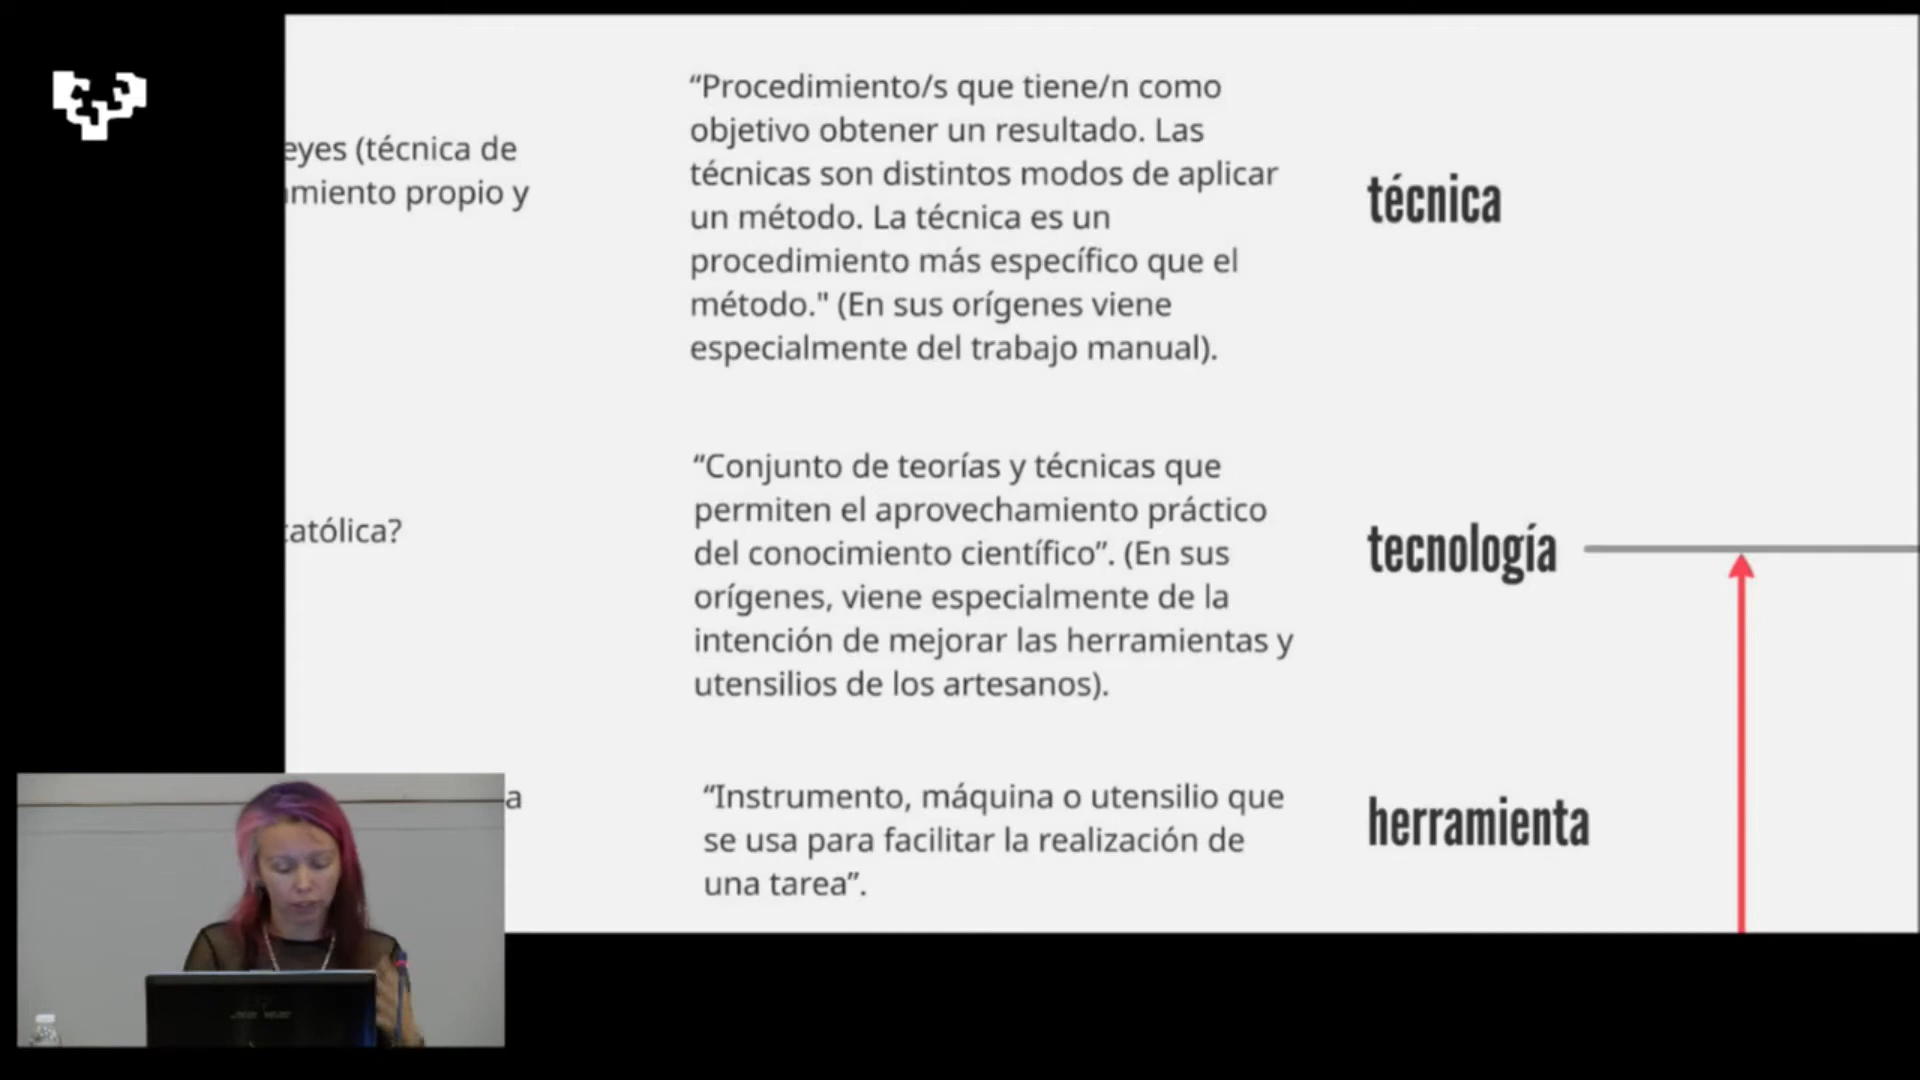 eyes (técnica de
amiento propio y
católica?
a
“Procedimiento/s que tiene/n como
objetivo obtener un resultado. Las
técnicas son distintos modos de aplicar
un método. La técnica es un
procedimiento más específico que el
método." (En sus orígenes viene
especialmente del trabajo manual).
técnica
“Conjunto de teorías y técnicas que
permiten el aprovechamiento práctico
del conocimiento científico”. (En sus
orígenes, viene especialmente de la
intención de mejorar las herramientas y
utensilios de los artesanos).
tecnología
“Instrumento, máquina o utensilio que
se usa para facilitar la realización de
una tarea”.
herramienta